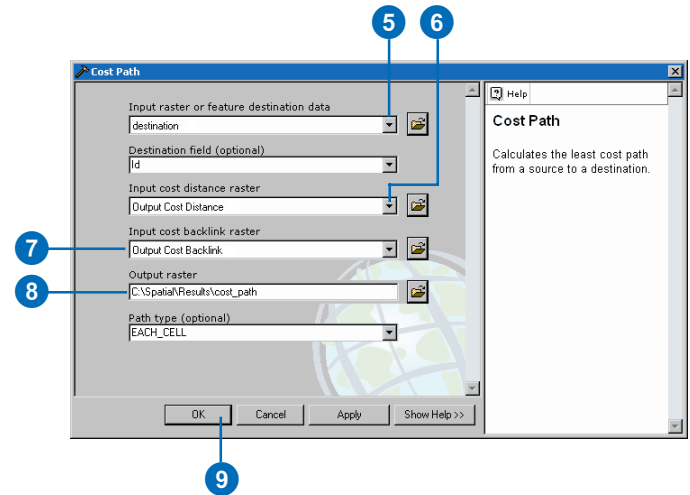 5 6
Cost Path
Input raster or feature destination data
destination
Destination field (optional)
Id
Input cost distance raster
Output Cost Distance
Input cost backlink raster
7 Output Cost Backlink
Output raster
8 C:\Spatial\Results\cost_path
Path type (optional)
EACH_CELL
OK Cancel Apply Show Help >>
9
Help
Cost Path
Calculates the least cost path
from a source to a destination.